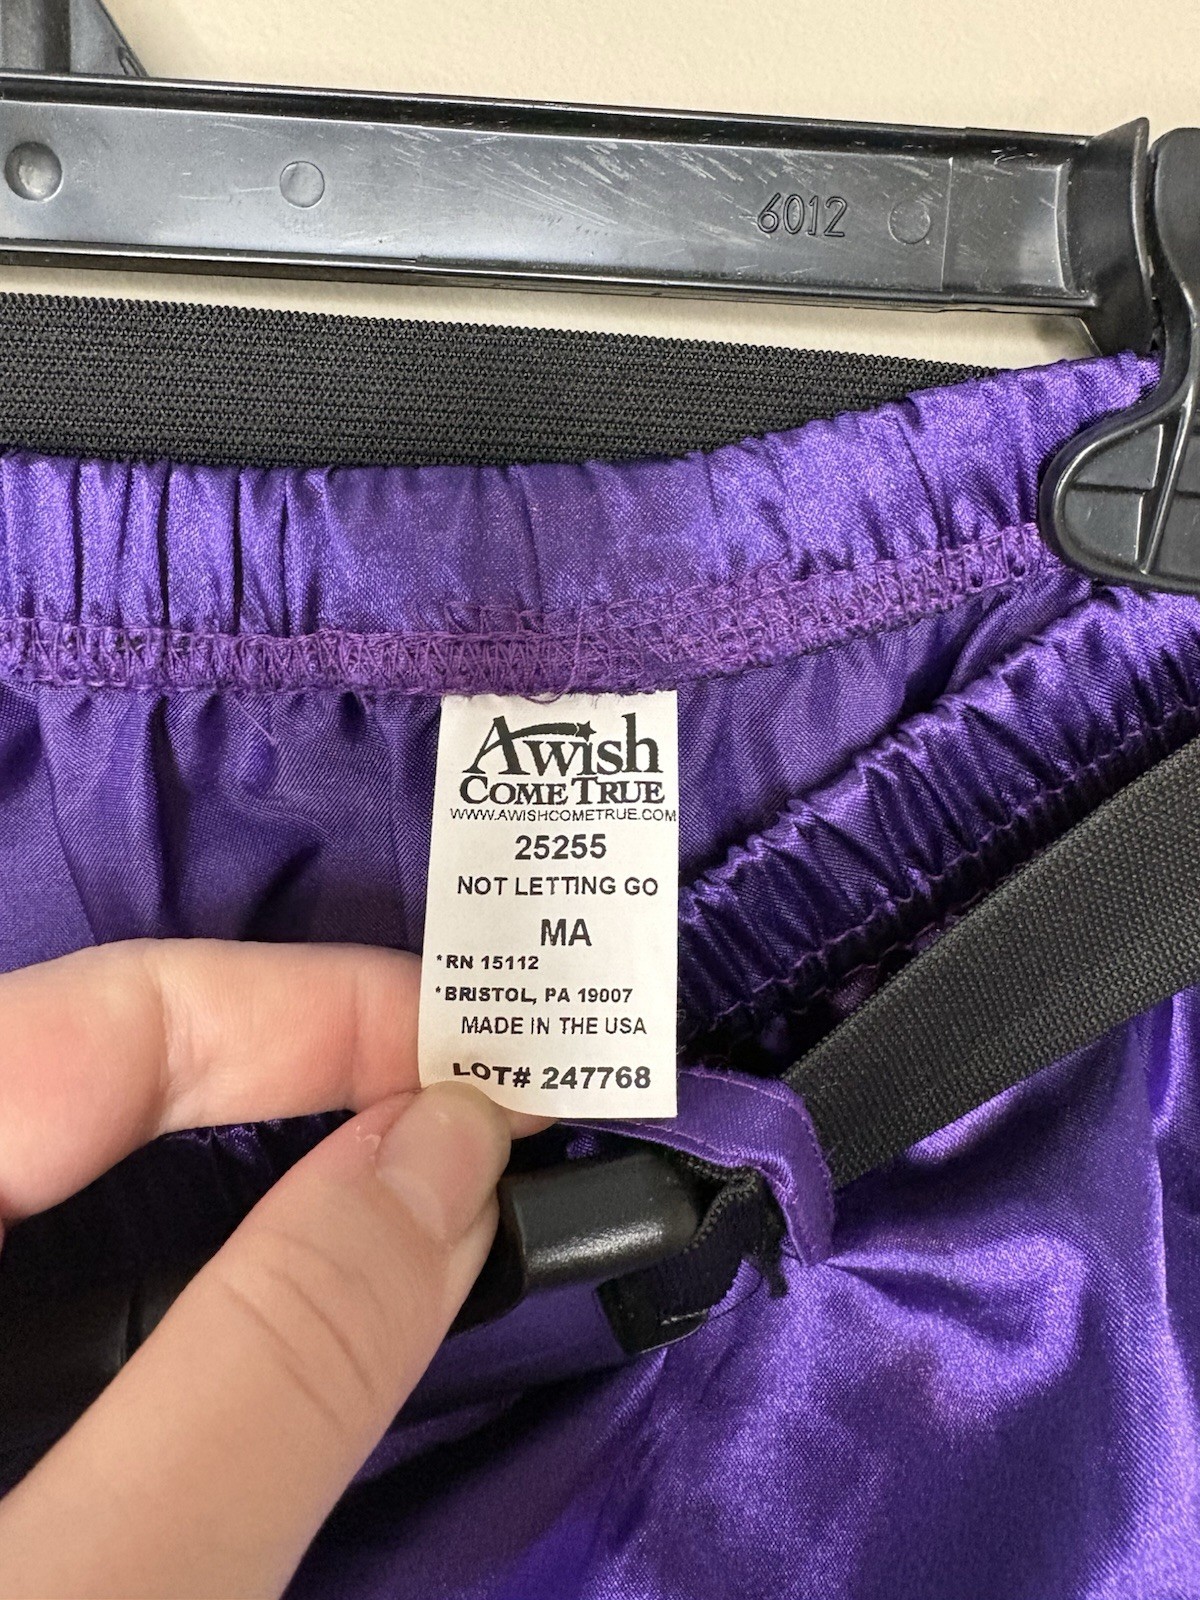 6012
A wish
COME TRUE
WWW.AWISHCOMETRUE.COM
25255
NOT LETTING GO
MA
*RN 15112
*BRISTOL, PA 19007
MADE IN THE USA
LOT# 247768